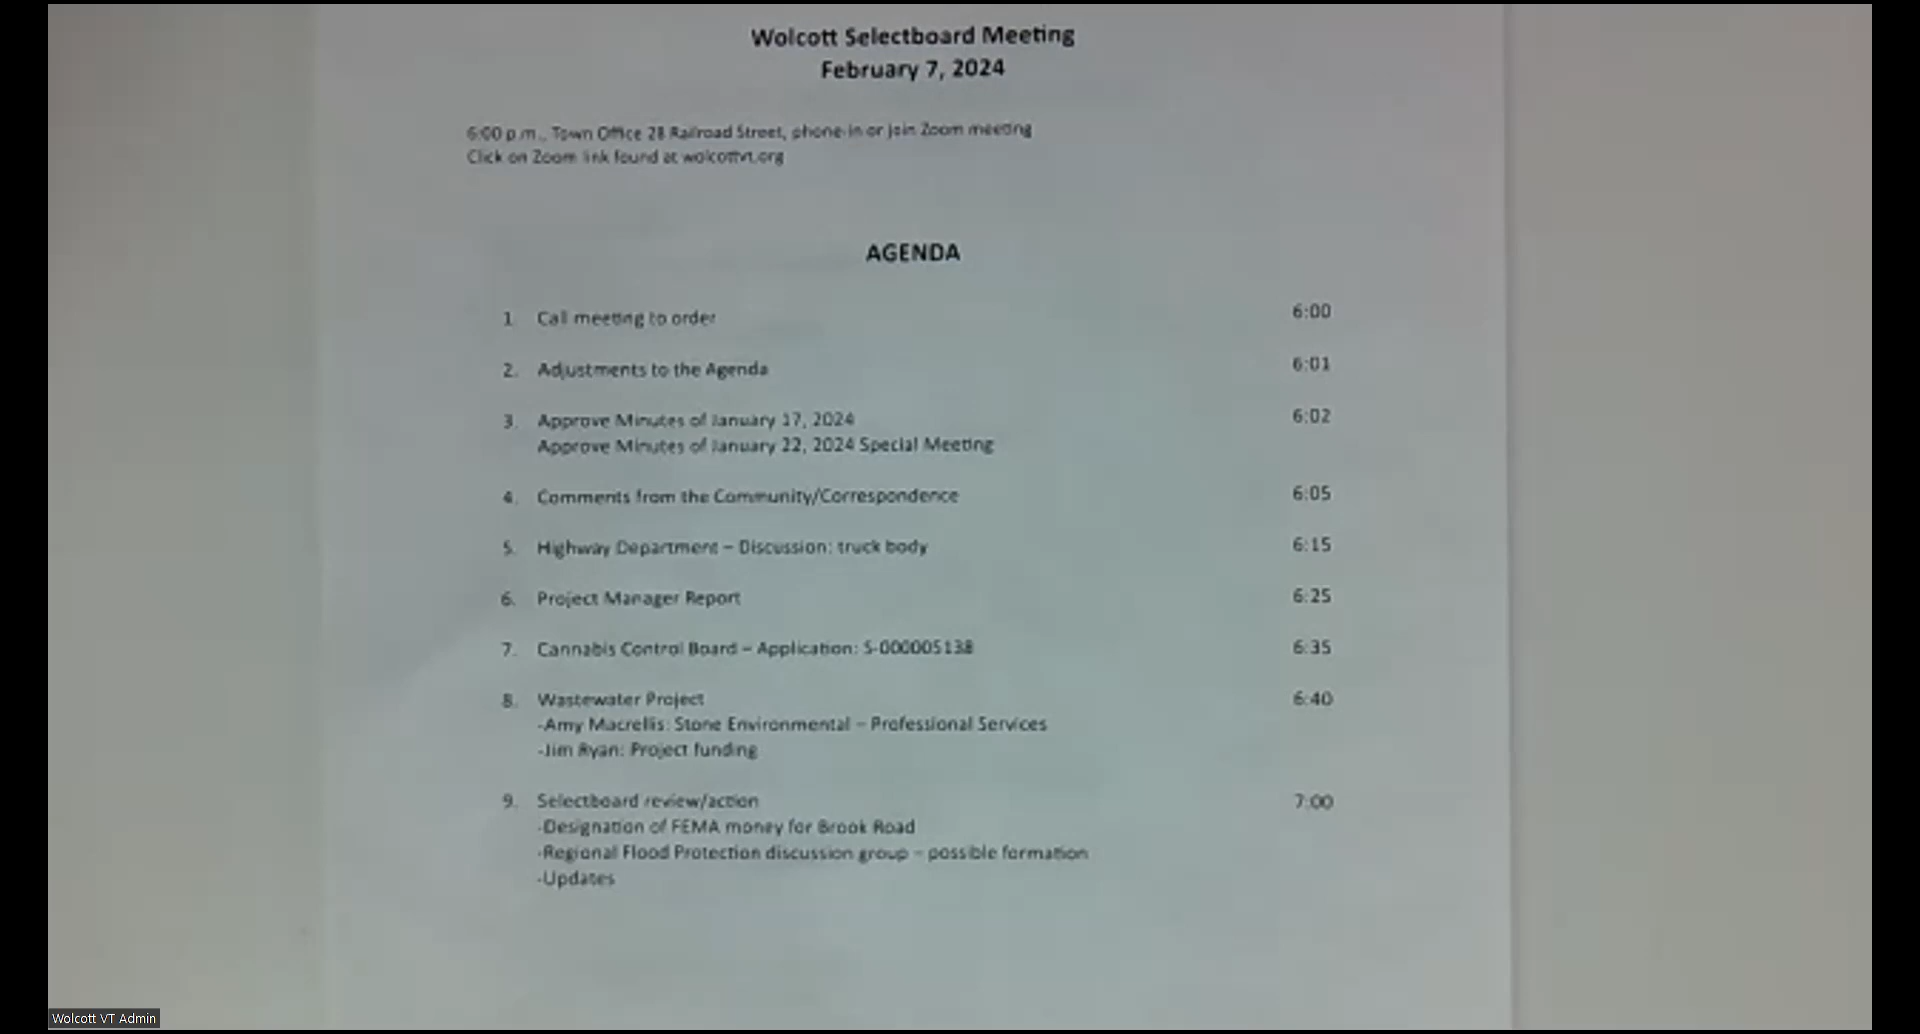 Wolcott Selectboard Meeting
February 7, 2024
6:00 p.m., Town Office 28 Railroad Street, phone-in or join Zoom meeting
Click on Zoom link found at wolcottvt.org
AGENDA
1. Call meeting to order 6:00
2. Adjustments to the Agenda 6:01
3. Approve Minutes of January 17, 2024 6:02
Approve Minutes of January 22, 2024 Special Meeting
4. Comments from the Community/Correspondence 6:05
5. Highway Department – Discussion: truck body 6:15
6. Project Manager Report 6:25
7. Cannabis Control Board – Application: S-000005138 6:35
8. Wastewater Project 6:40
-Amy Macrellis: Stone Environmental – Professional Services
-Jim Ryan: Project funding
9. Selectboard review/action 7:00
-Designation of FEMA money for Brook Road
-Regional Flood Protection discussion group – possible formation
-Updates
Wolcott VT Admin